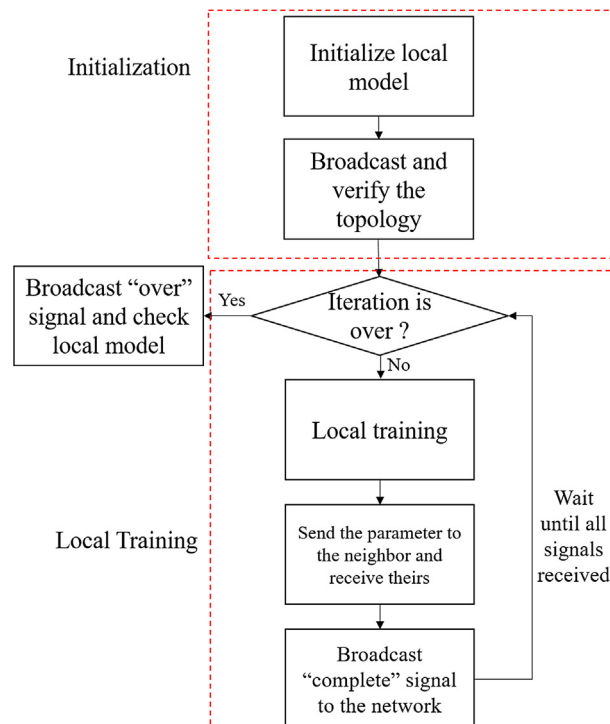 Initialization
Initialize local
model
Broadcast and
verify the
topology
Broadcast “over”
signal and check
local model
Yes
Iteration is
over ?
No
Local training
Local Training
Send the parameter to
the neighbor and
receive theirs
Wait
until all
signals
received
Broadcast
“complete” signal
to the network